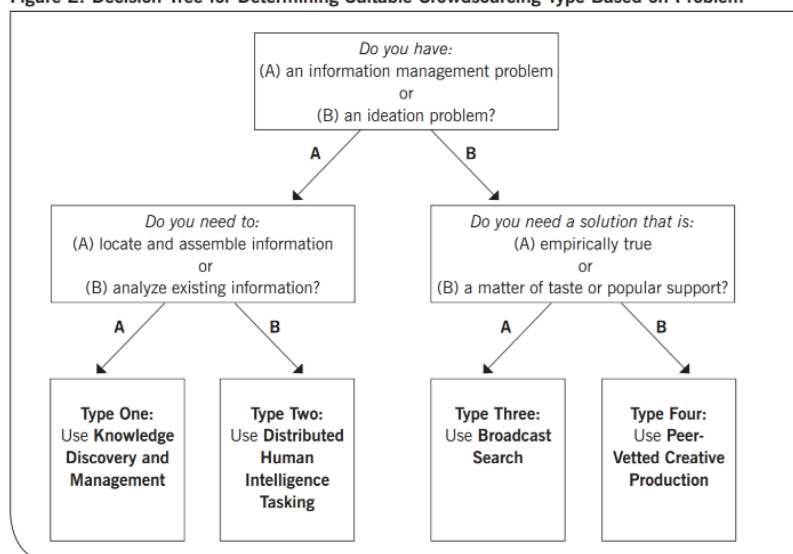 Figure 2: Decision Tree for Determining Suitable Crowdsourcing Type Based on Problem
Do you have:
(A) an information management problem
or
(B) an ideation problem?
A
B
Do you need to:
(A) locate and assemble information
or
(B) analyze existing information?
Do you need a solution that is:
(A) empirically true
or
(B) a matter of taste or popular support?
A
B
A
B
Type One:
Use Knowledge
Discovery and
Management
Type Two:
Use Distributed
Human
Intelligence
Tasking
Type Three:
Use Broadcast
Search
Type Four:
Use Peer-
Vetted Creative
Production